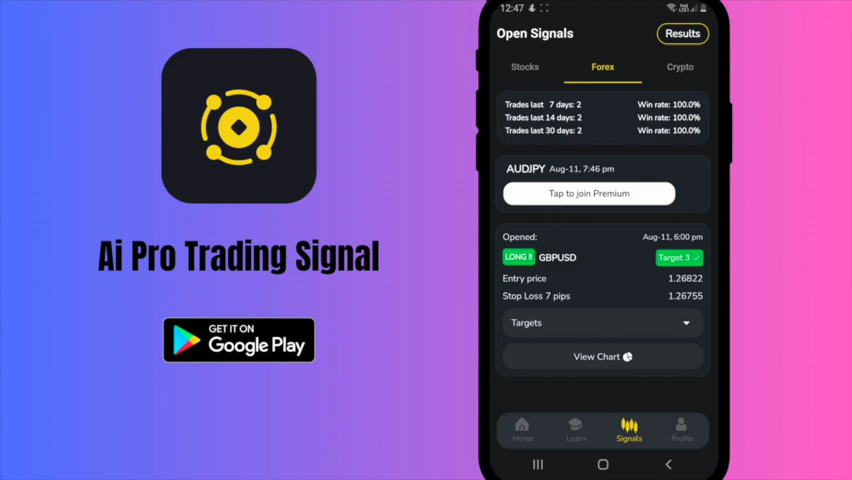 Ai Pro Trading Signal
GET IT ON
Google Play
12:47
Open Signals
Results
Stocks
Forex
Crypto
Trades last 7 days: 2
Win rate: 100.0%
Trades last 14 days: 2
Win rate: 100.0%
Trades last 30 days: 2
Win rate: 100.0%
AUDJPY Aug-11, 7:46 pm
Tap to join Premium
Opened:
Aug-11, 6:00 pm
LONG
GBPUSD
Target 3 ✓
Entry price
1.26822
Stop Loss 7 pips
1.26755
Targets
View Chart
Home
Learn
Signals
Profile